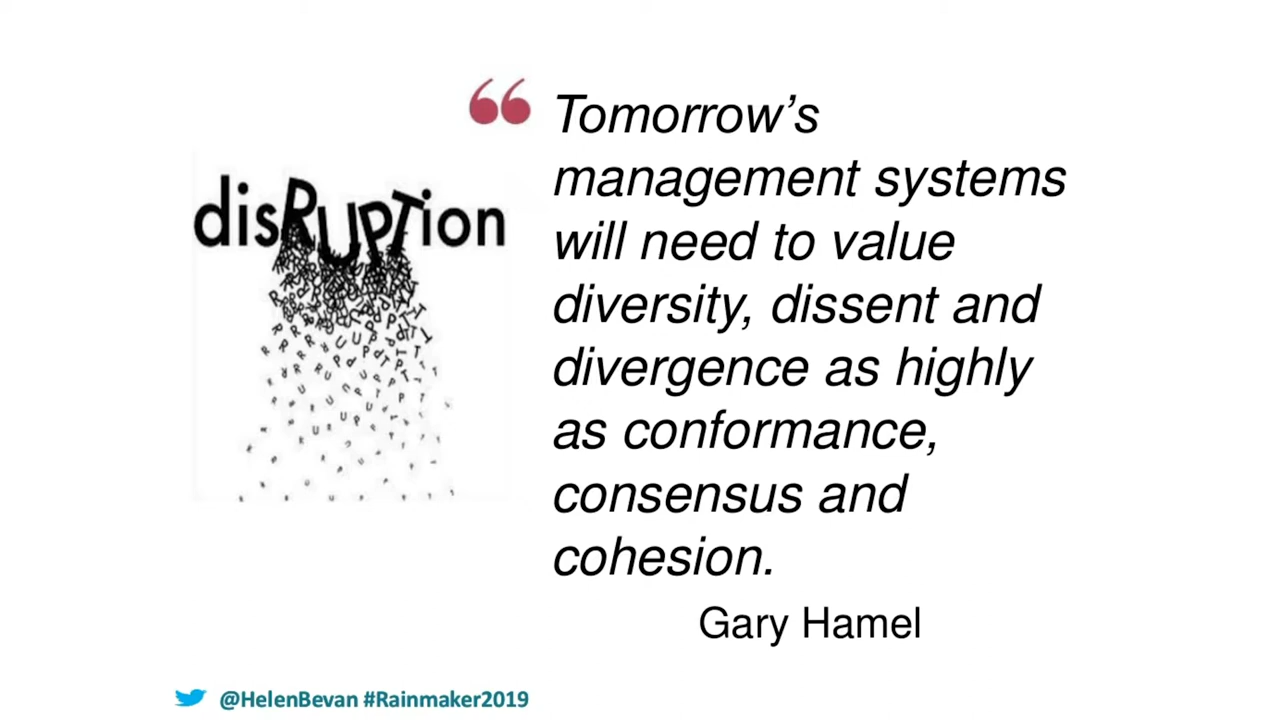 disRUPTion
“ Tomorrow’s
management systems
will need to value
diversity, dissent and
divergence as highly
as conformance,
consensus and
cohesion.
Gary Hamel
@HelenBevan #Rainmaker2019